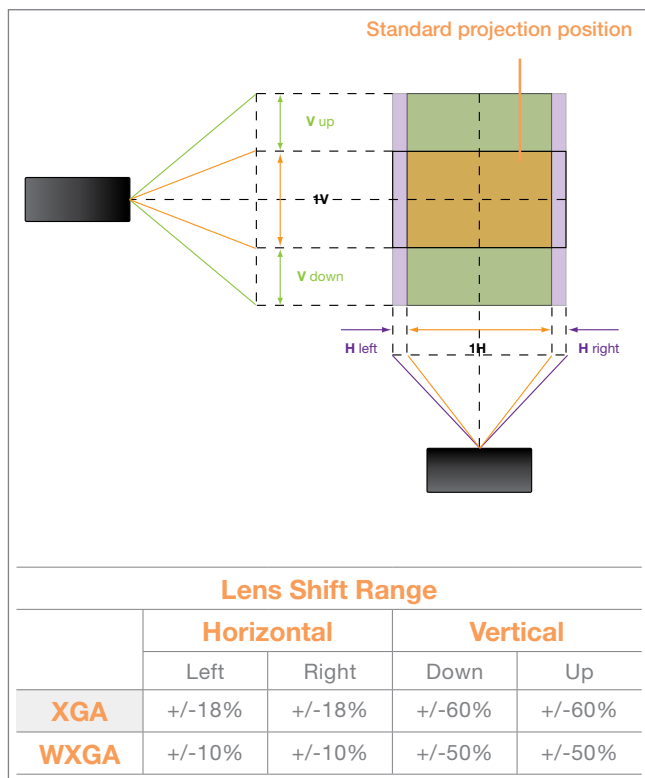 Standard projection position
V up
1V
V down
H left
1H
H right
Lens Shift Range
Horizontal Vertical
Left Right Down Up
XGA +/-18% +/-18% +/-60% +/-60%
WXGA +/-10% +/-10% +/-50% +/-50%